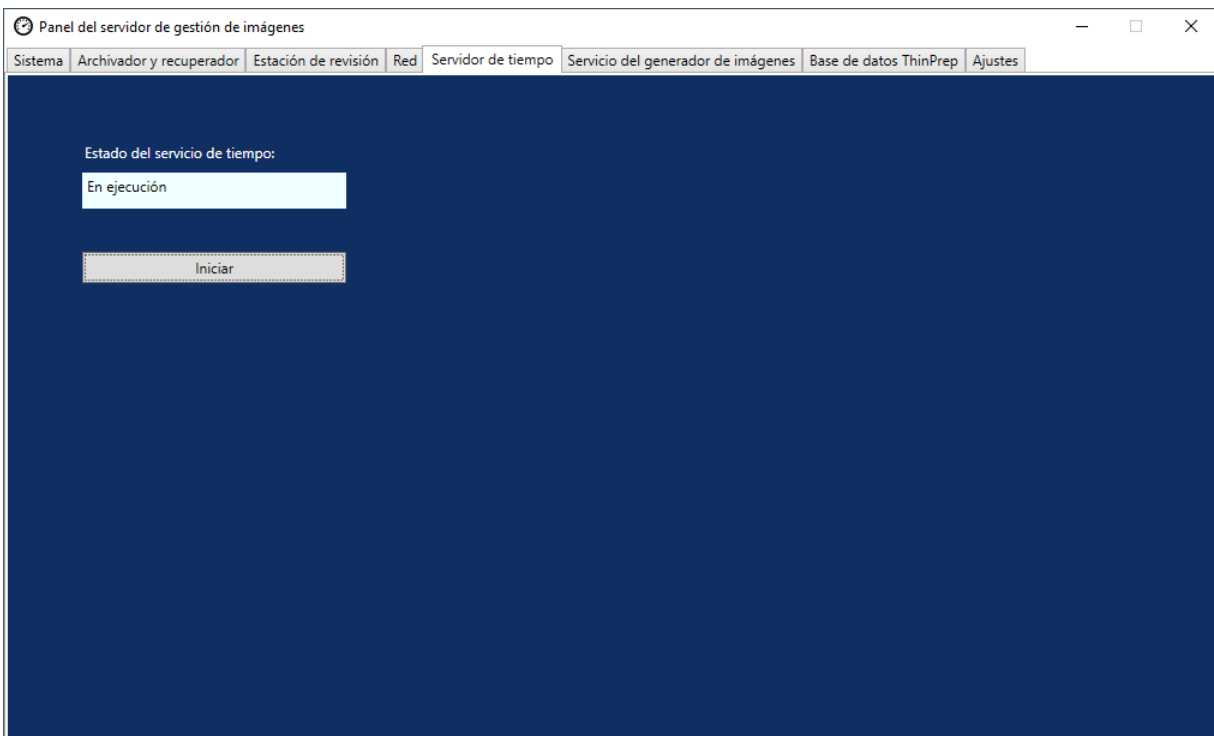 Panel del servidor de gestión de imágenes
Sistema Archivador y recuperador Estación de revisión Red Servidor de tiempo Servicio del generador de imágenes Base de datos ThinPrep Ajustes
Estado del servicio de tiempo:
En ejecución
Iniciar